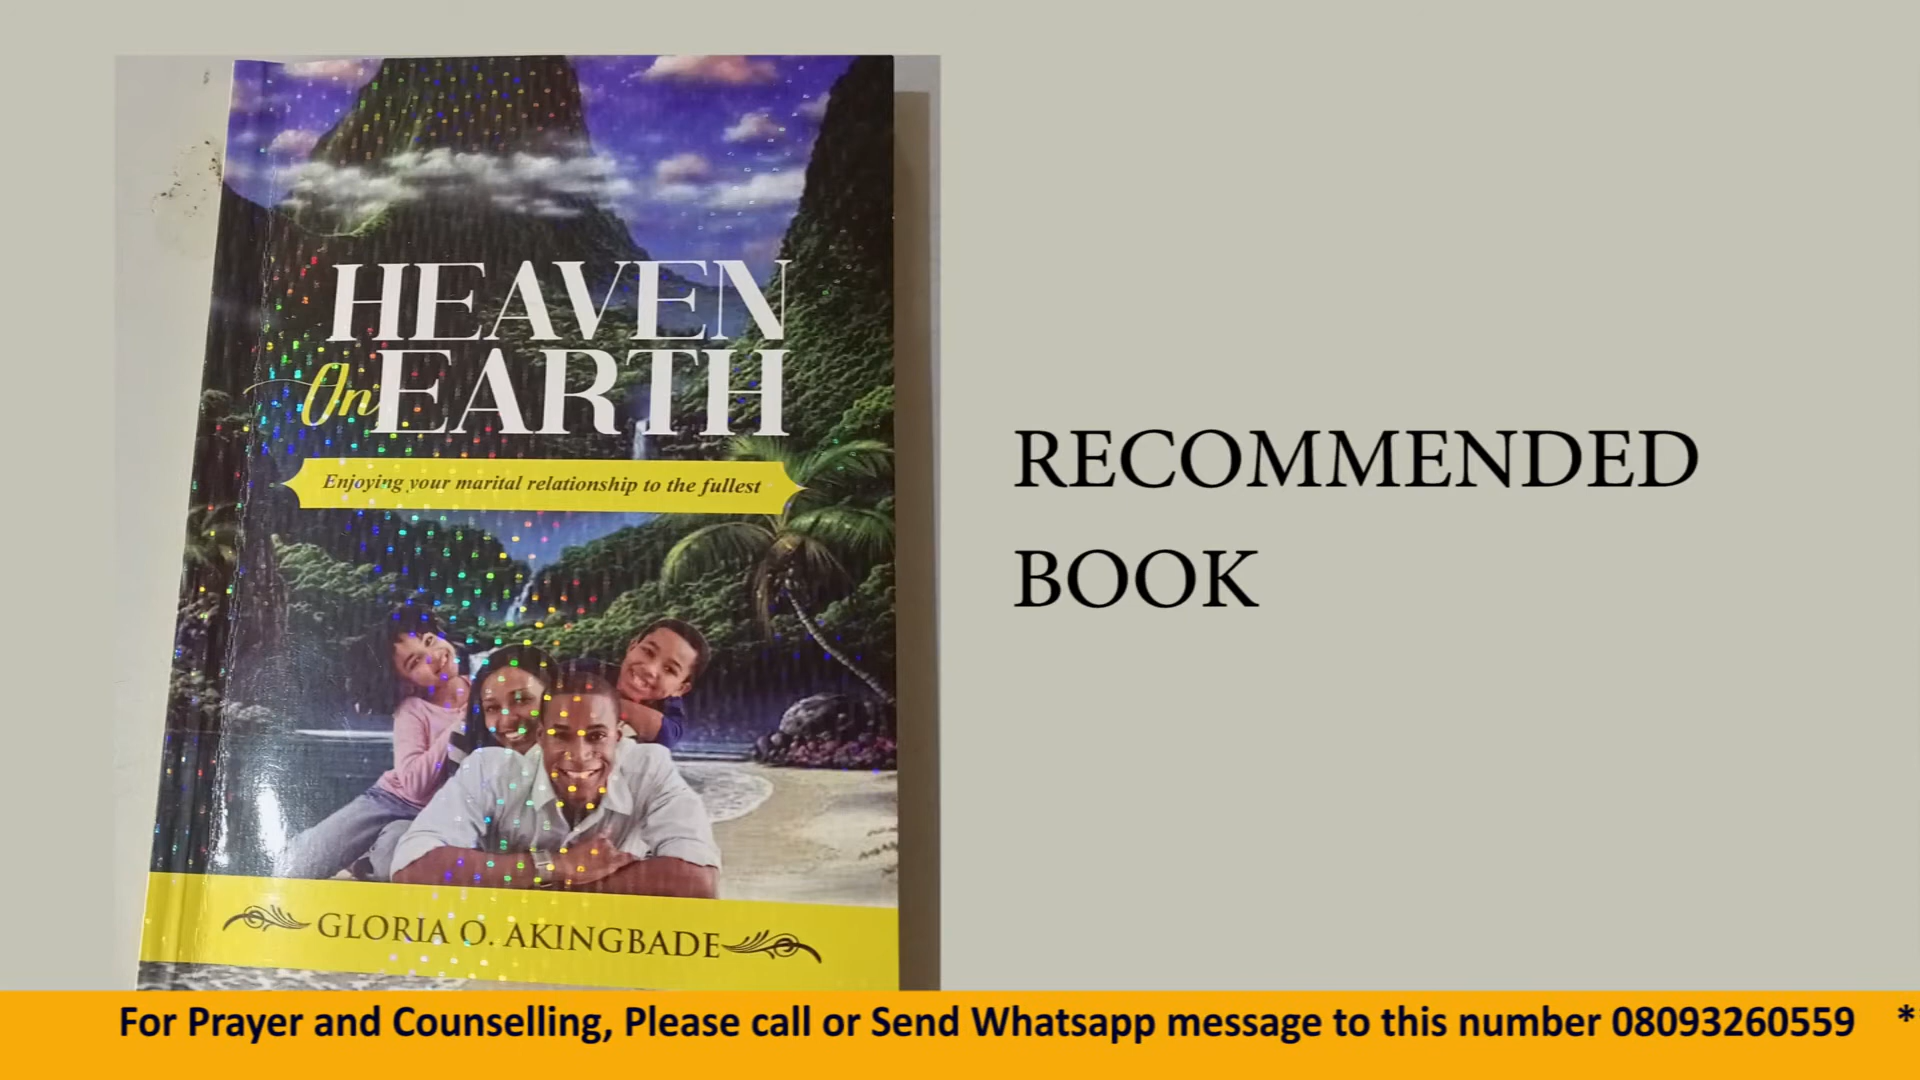 HEAVEN
On EARTH
Enjoying your marital relationship to the fullest
GLORIA O. AKINGBADE
RECOMMENDED
BOOK
For Prayer and Counselling, Please call or Send Whatsapp message to this number 08093260559 *